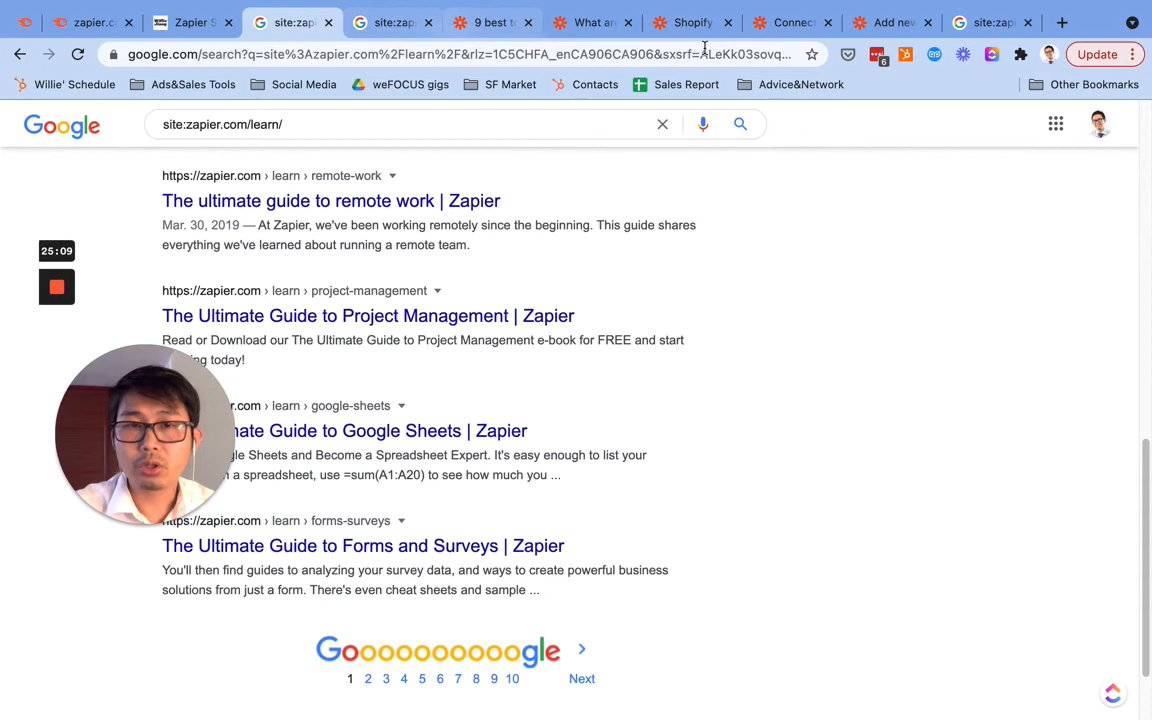 zapier.c
Zapier S
site:zapi
site:zap
9 best t
What are
Shopify
Connect
Add new
site:zapi
google.com/search?q=site%3Azapier.com%2Flearn%2F&rlz=1C5CHFA_enCA906CA906&sxsrf=ALeKk03sovq...
6
Update
Willie' Schedule
Ads&Sales Tools
Social Media
weFOCUS gigs
SF Market
Contacts
Sales Report
Advice&Network
Other Bookmarks
Google
site:zapier.com/learn/
https://zapier.com › learn › remote-work
The ultimate guide to remote work | Zapier
Mar. 30, 2019 — At Zapier, we've been working remotely since the beginning. This guide shares
everything we've learned about running a remote team.
25:09
https://zapier.com › learn › project-management
The Ultimate Guide to Project Management | Zapier
Read or Download our The Ultimate Guide to Project Management e-book for FREE and start
today!
r.com › learn › google-sheets
mate Guide to Google Sheets | Zapier
gle Sheets and Become a Spreadsheet Expert. It's easy enough to list your
a spreadsheet, use =sum(A1:A20) to see how much you ...
https://zapier.com › learn › forms-surveys
The Ultimate Guide to Forms and Surveys | Zapier
You'll then find guides to analyzing your survey data, and ways to create powerful business
solutions from just a form. There's even cheat sheets and sample ...
Goooooooooogle
1 2 3 4 5 6 7 8 9 10 Next